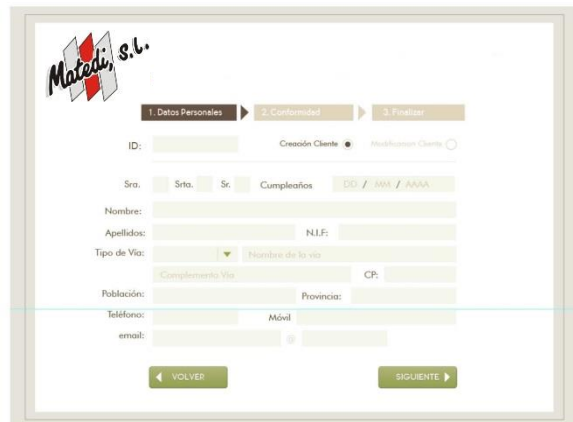 Matedi, S.L.
1. Datos Personales 2. Conformidad 3. Finalizar
ID: Creación Cliente Modificación Cliente
Sra. Srta. Sr. Cumpleaños DD / MM / AAAA
Nombre:
Apellidos: N.I.F:
Tipo de Vía: Nombre de la vía
Complemento Vía CP:
Población: Provincia:
Teléfono: Móvil
email: @
VOLVER SIGUIENTE